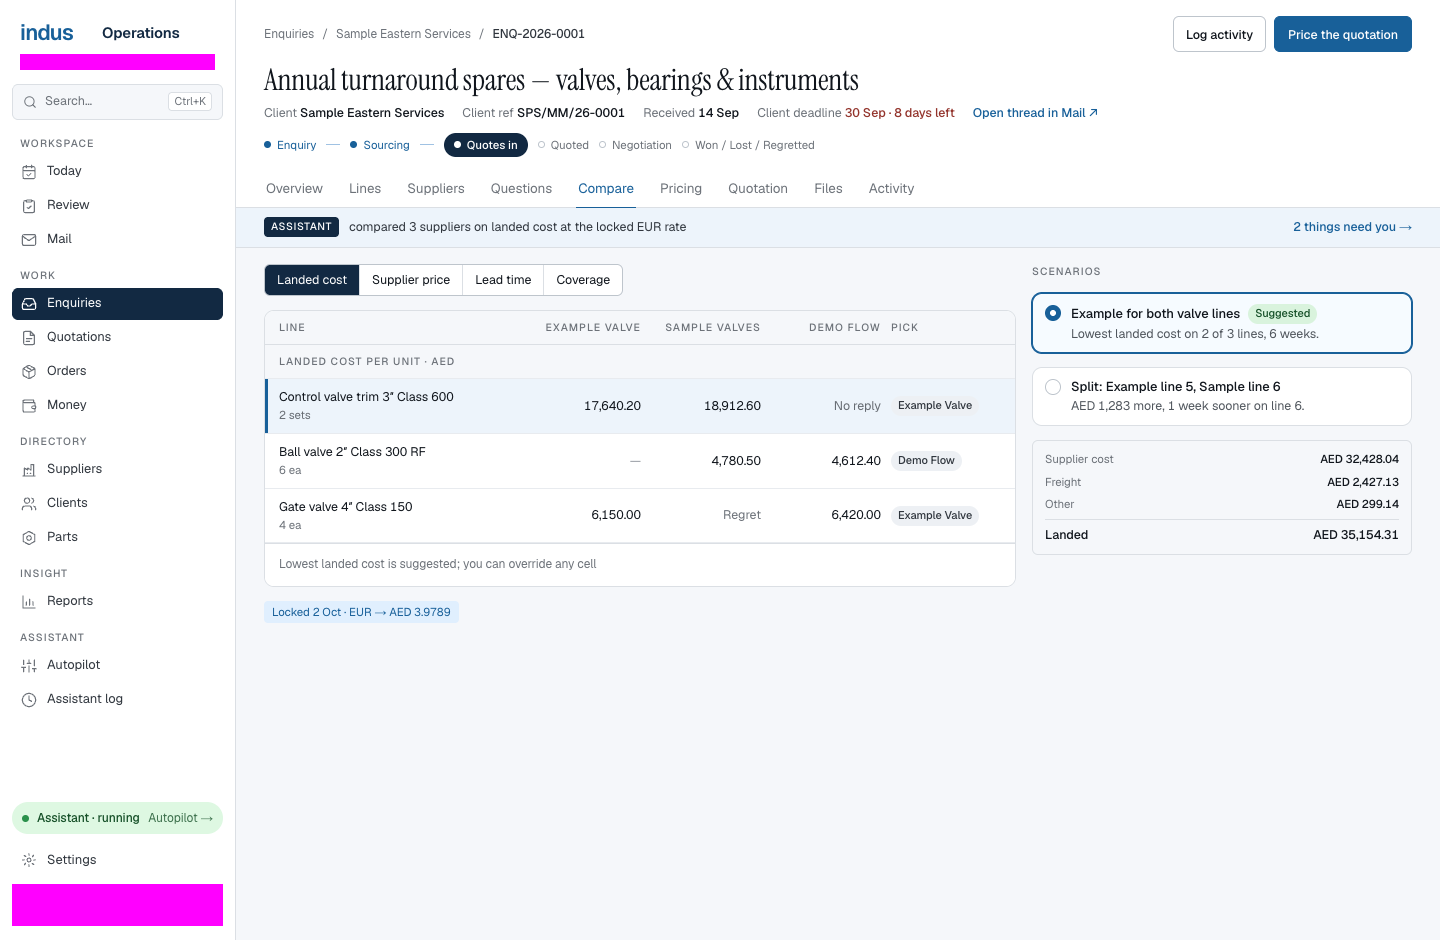 indus Operations
Search... Ctrl+K
WORKSPACE
Today
Review
Mail
WORK
Enquiries
Quotations
Orders
Money
DIRECTORY
Suppliers
Clients
Parts
INSIGHT
Reports
ASSISTANT
Autopilot
Assistant log
Assistant · running Autopilot →
Settings
Enquiries / Sample Eastern Services / ENQ-2026-0001
Log activity
Price the quotation
Annual turnaround spares — valves, bearings & instruments
Client Sample Eastern Services Client ref SPS/MM/26-0001 Received 14 Sep Client deadline 30 Sep · 8 days left Open thread in Mail ↗
Enquiry Sourcing Quotes in Quoted Negotiation Won / Lost / Regretted
Overview Lines Suppliers Questions Compare Pricing Quotation Files Activity
ASSISTANT compared 3 suppliers on landed cost at the locked EUR rate 2 things need you →
Landed cost Supplier price Lead time Coverage
LINE EXAMPLE VALVE SAMPLE VALVES DEMO FLOW PICK
LANDED COST PER UNIT · AED
Control valve trim 3″ Class 600
2 sets
17,640.20 18,912.60 No reply Example Valve
Ball valve 2″ Class 300 RF
6 ea
— 4,780.50 4,612.40 Demo Flow
Gate valve 4″ Class 150
4 ea
6,150.00 Regret 6,420.00 Example Valve
Lowest landed cost is suggested; you can override any cell
Locked 2 Oct · EUR → AED 3.9789
SCENARIOS
Example for both valve lines Suggested
Lowest landed cost on 2 of 3 lines, 6 weeks.
Split: Example line 5, Sample line 6
AED 1,283 more, 1 week sooner on line 6.
Supplier cost AED 32,428.04
Freight AED 2,427.13
Other AED 299.14
Landed AED 35,154.31